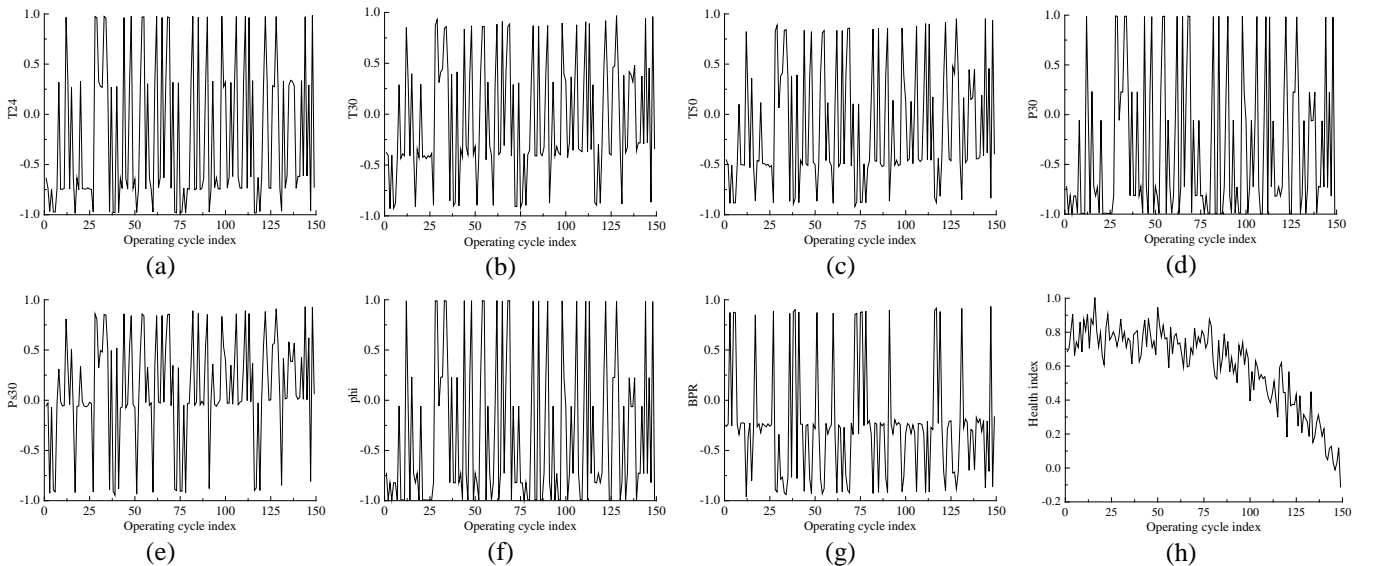 1.0
0.5
0.0
-0.5
-1.0
T24
0 25 50 75 100 125 150
Operating cycle index
(a)
1.0
0.5
0.0
-0.5
-1.0
T30
0 25 50 75 100 125 150
Operating cycle index
(b)
1.0
0.5
0.0
-0.5
-1.0
T50
0 25 50 75 100 125 150
Operating cycle index
(c)
1.0
0.5
0.0
-0.5
-1.0
P30
0 25 50 75 100 125 150
Operating cycle index
(d)
1.0
0.5
0.0
-0.5
-1.0
Ps30
0 25 50 75 100 125 150
Operating cycle index
(e)
1.0
0.5
0.0
-0.5
-1.0
phi
0 25 50 75 100 125 150
Operating cycle index
(f)
1.0
0.5
0.0
-0.5
-1.0
BPR
0 25 50 75 100 125 150
Operating cycle index
(g)
1.0
0.8
0.6
0.4
0.2
0.0
-0.2
Health index
0 25 50 75 100 125 150
Operating cycle index
(h)